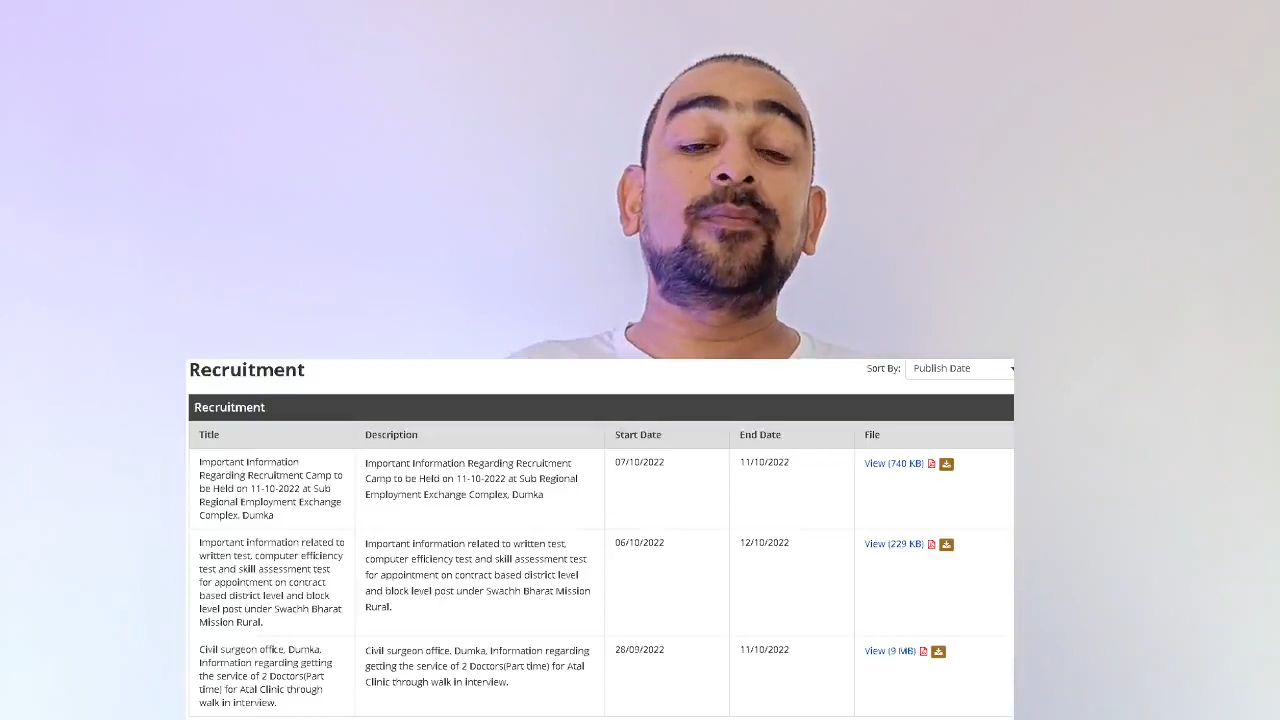 Recruitment
Sort By: Publish Date
Recruitment
Title Description Start Date End Date File
Important Information
Regarding Recruitment Camp to
be Held on 11-10-2022 at Sub
Regional Employment Exchange
Complex, Dumka
Important Information Regarding Recruitment
Camp to be Held on 11-10-2022 at Sub Regional
Employment Exchange Complex, Dumka
07/10/2022
11/10/2022
View (740 KB)
Important information related to
written test, computer efficiency
test and skill assessment test
for appointment on contract
based district level and block
level post under Swachh Bharat
Mission Rural.
Important information related to written test,
computer efficiency test and skill assessment test
for appointment on contract based district level
and block level post under Swachh Bharat Mission
Rural.
06/10/2022
12/10/2022
View (229 KB)
Civil surgeon office, Dumka,
Information regarding getting
the service of 2 Doctors(Part
time) for Atal Clinic through
walk in interview.
Civil surgeon office, Dumka, Information regarding
getting the service of 2 Doctors(Part time) for Atal
Clinic through walk in interview.
28/09/2022
11/10/2022
View (9 MB)